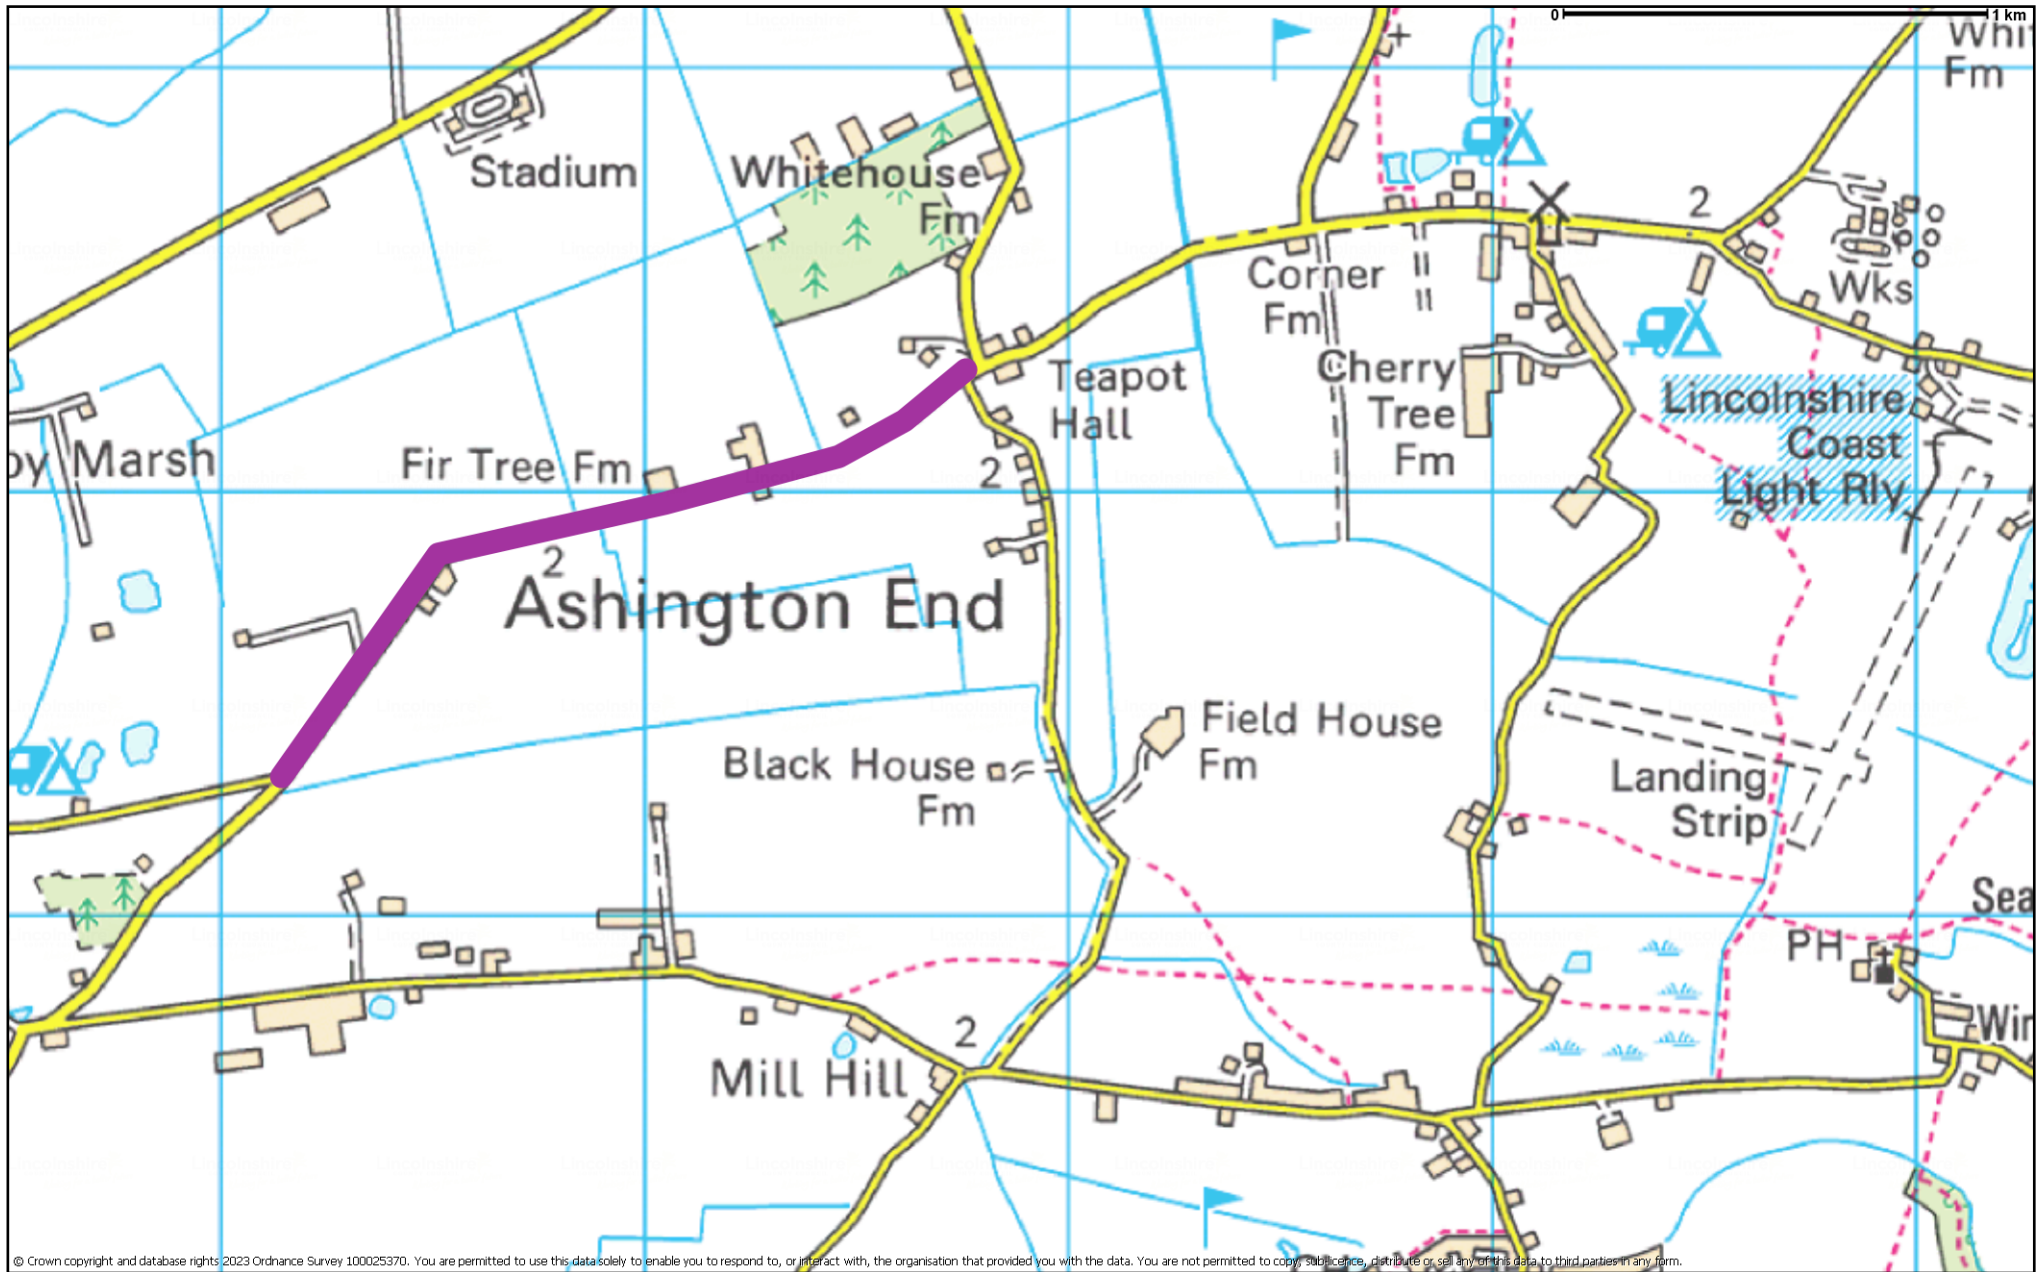 0 1 km
Whi
Fm
Stadium
Whitehouse
Fm
2
Corner
Fm
Wks
Teapot
Hall
Cherry
Tree
Fm
Lincolnshire
Coast
Light Rly
by Marsh
Fir Tree Fm
2
2
Ashington End
Field House
Fm
Black House
Fm
Landing
Strip
Sea
PH
Win
2
Mill Hill
© Crown copyright and database rights 2023 Ordnance Survey 100025370. You are permitted to use this data solely to enable you to respond to, or interact with, the organisation that provided you with the data. You are not permitted to copy, sub-licence, distribute or sell any of this data to third parties in any form.